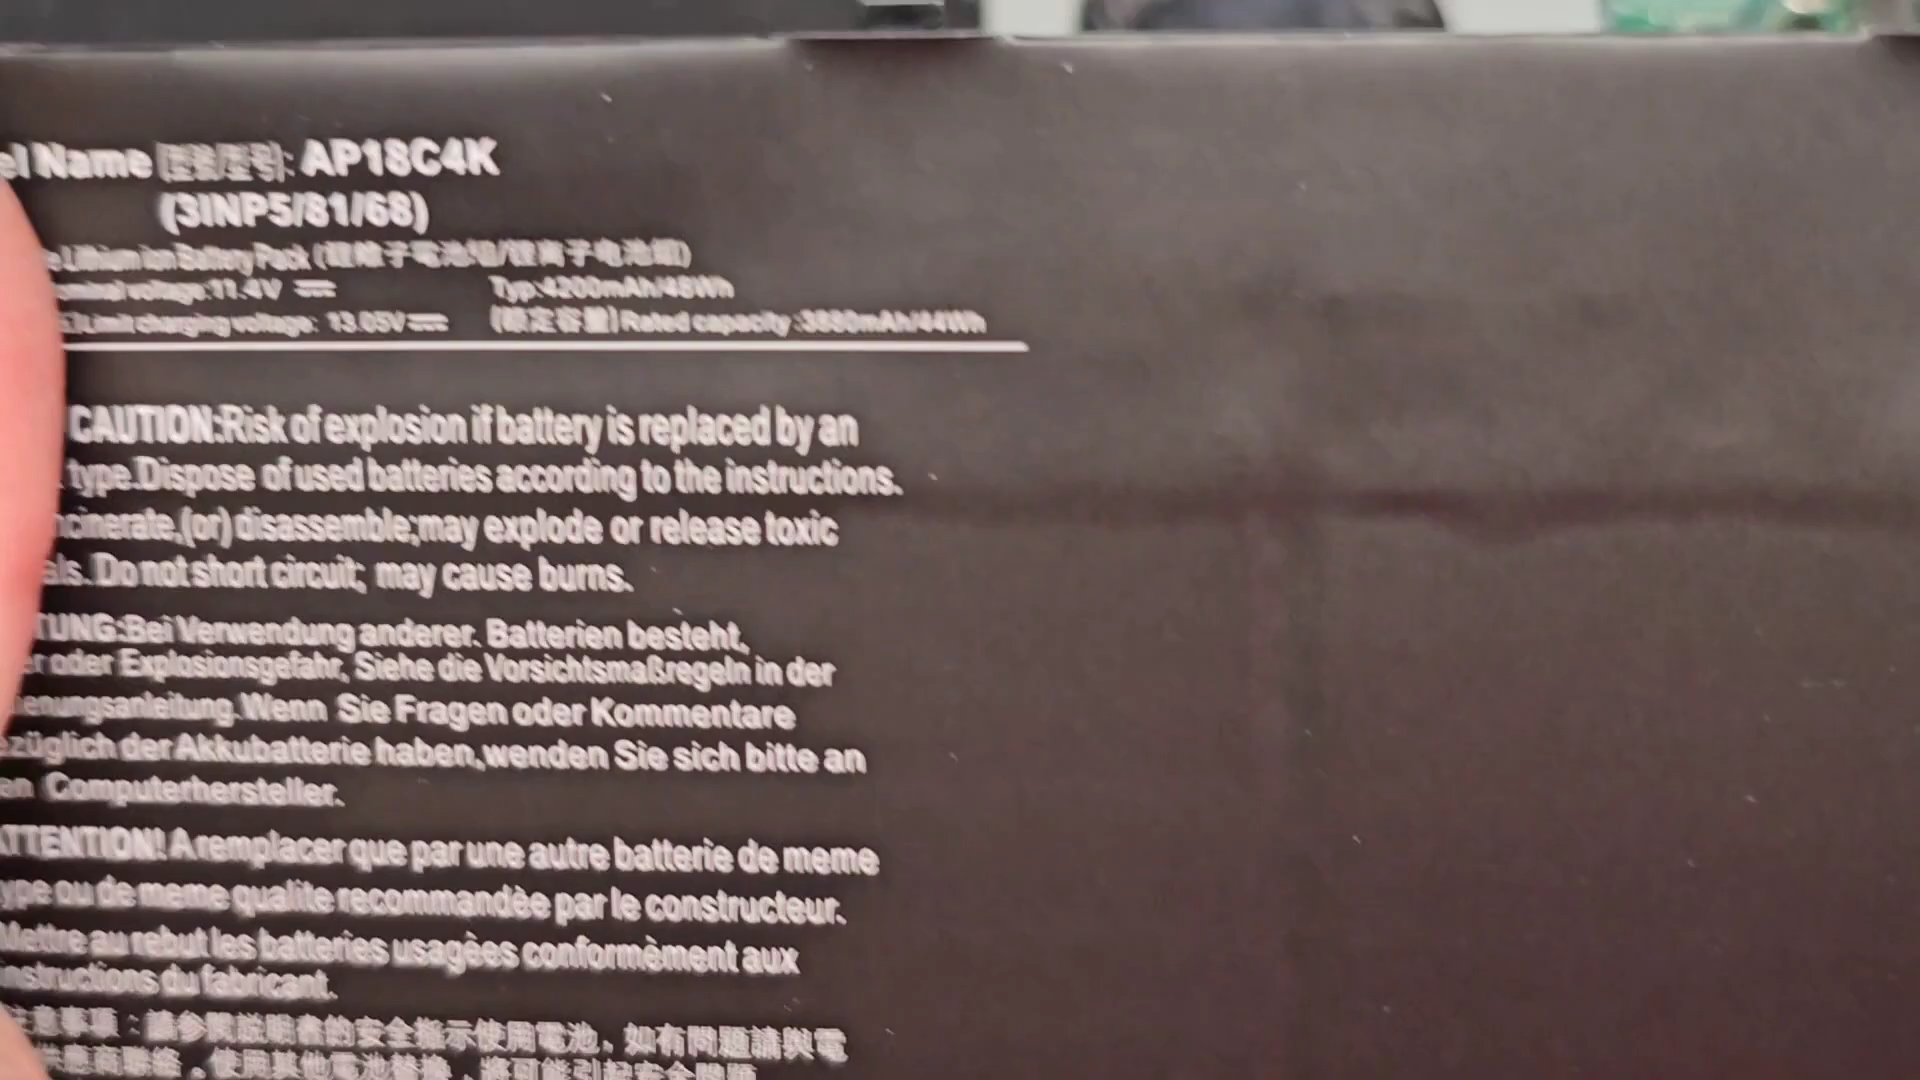 el Name (型號/型号): AP18C4K
(3INP5/81/68)
Lithium ion Battery Pack (鋰離子電池組/锂离子电池组)
ominal voltage:11.4V ⎓ Typ:4200mAh/48Wh
Limit charging voltage: 13.05V⎓ (額定容量)Rated capacity :3880mAh/44Wh
CAUTION:Risk of explosion if battery is replaced by an
type.Dispose of used batteries according to the instructions.
ncinerate,(or) disassemble;may explode or release toxic
als. Do not short circuit; may cause burns.
TUNG:Bei Verwendung anderer. Batterien besteht,
r oder Explosionsgefahr, Siehe die Vorsichtsmaßregeln in der
enungsanleitung.Wenn Sie Fragen oder Kommentare
züglich der Akkubatterie haben,wenden Sie sich bitte an
en Computerhersteller.
ATTENTION! A remplacer que par une autre batterie de meme
ype ou de meme qualite recommandèe par le constructeur.
Mettre au rebut les batteries usagèes conformèment aux
nstructions du fabricant.
注意事項：請參閱說明書的安全指示使用電池。如有問題請與電
供應商聯絡。使用其他電池替換，將可能引起安全問題